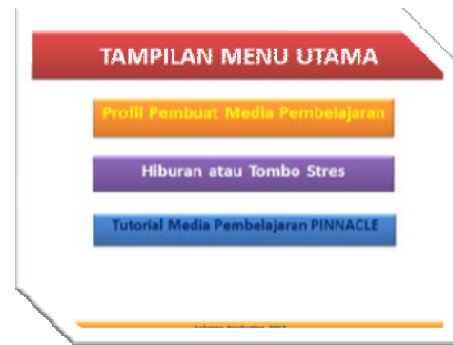 TAMPILAN MENU UTAMA
Profil Pembuat Media Pembelajaran
Hiburan atau Tombo Stres
Tutorial Media Pembelajaran PINNACLE